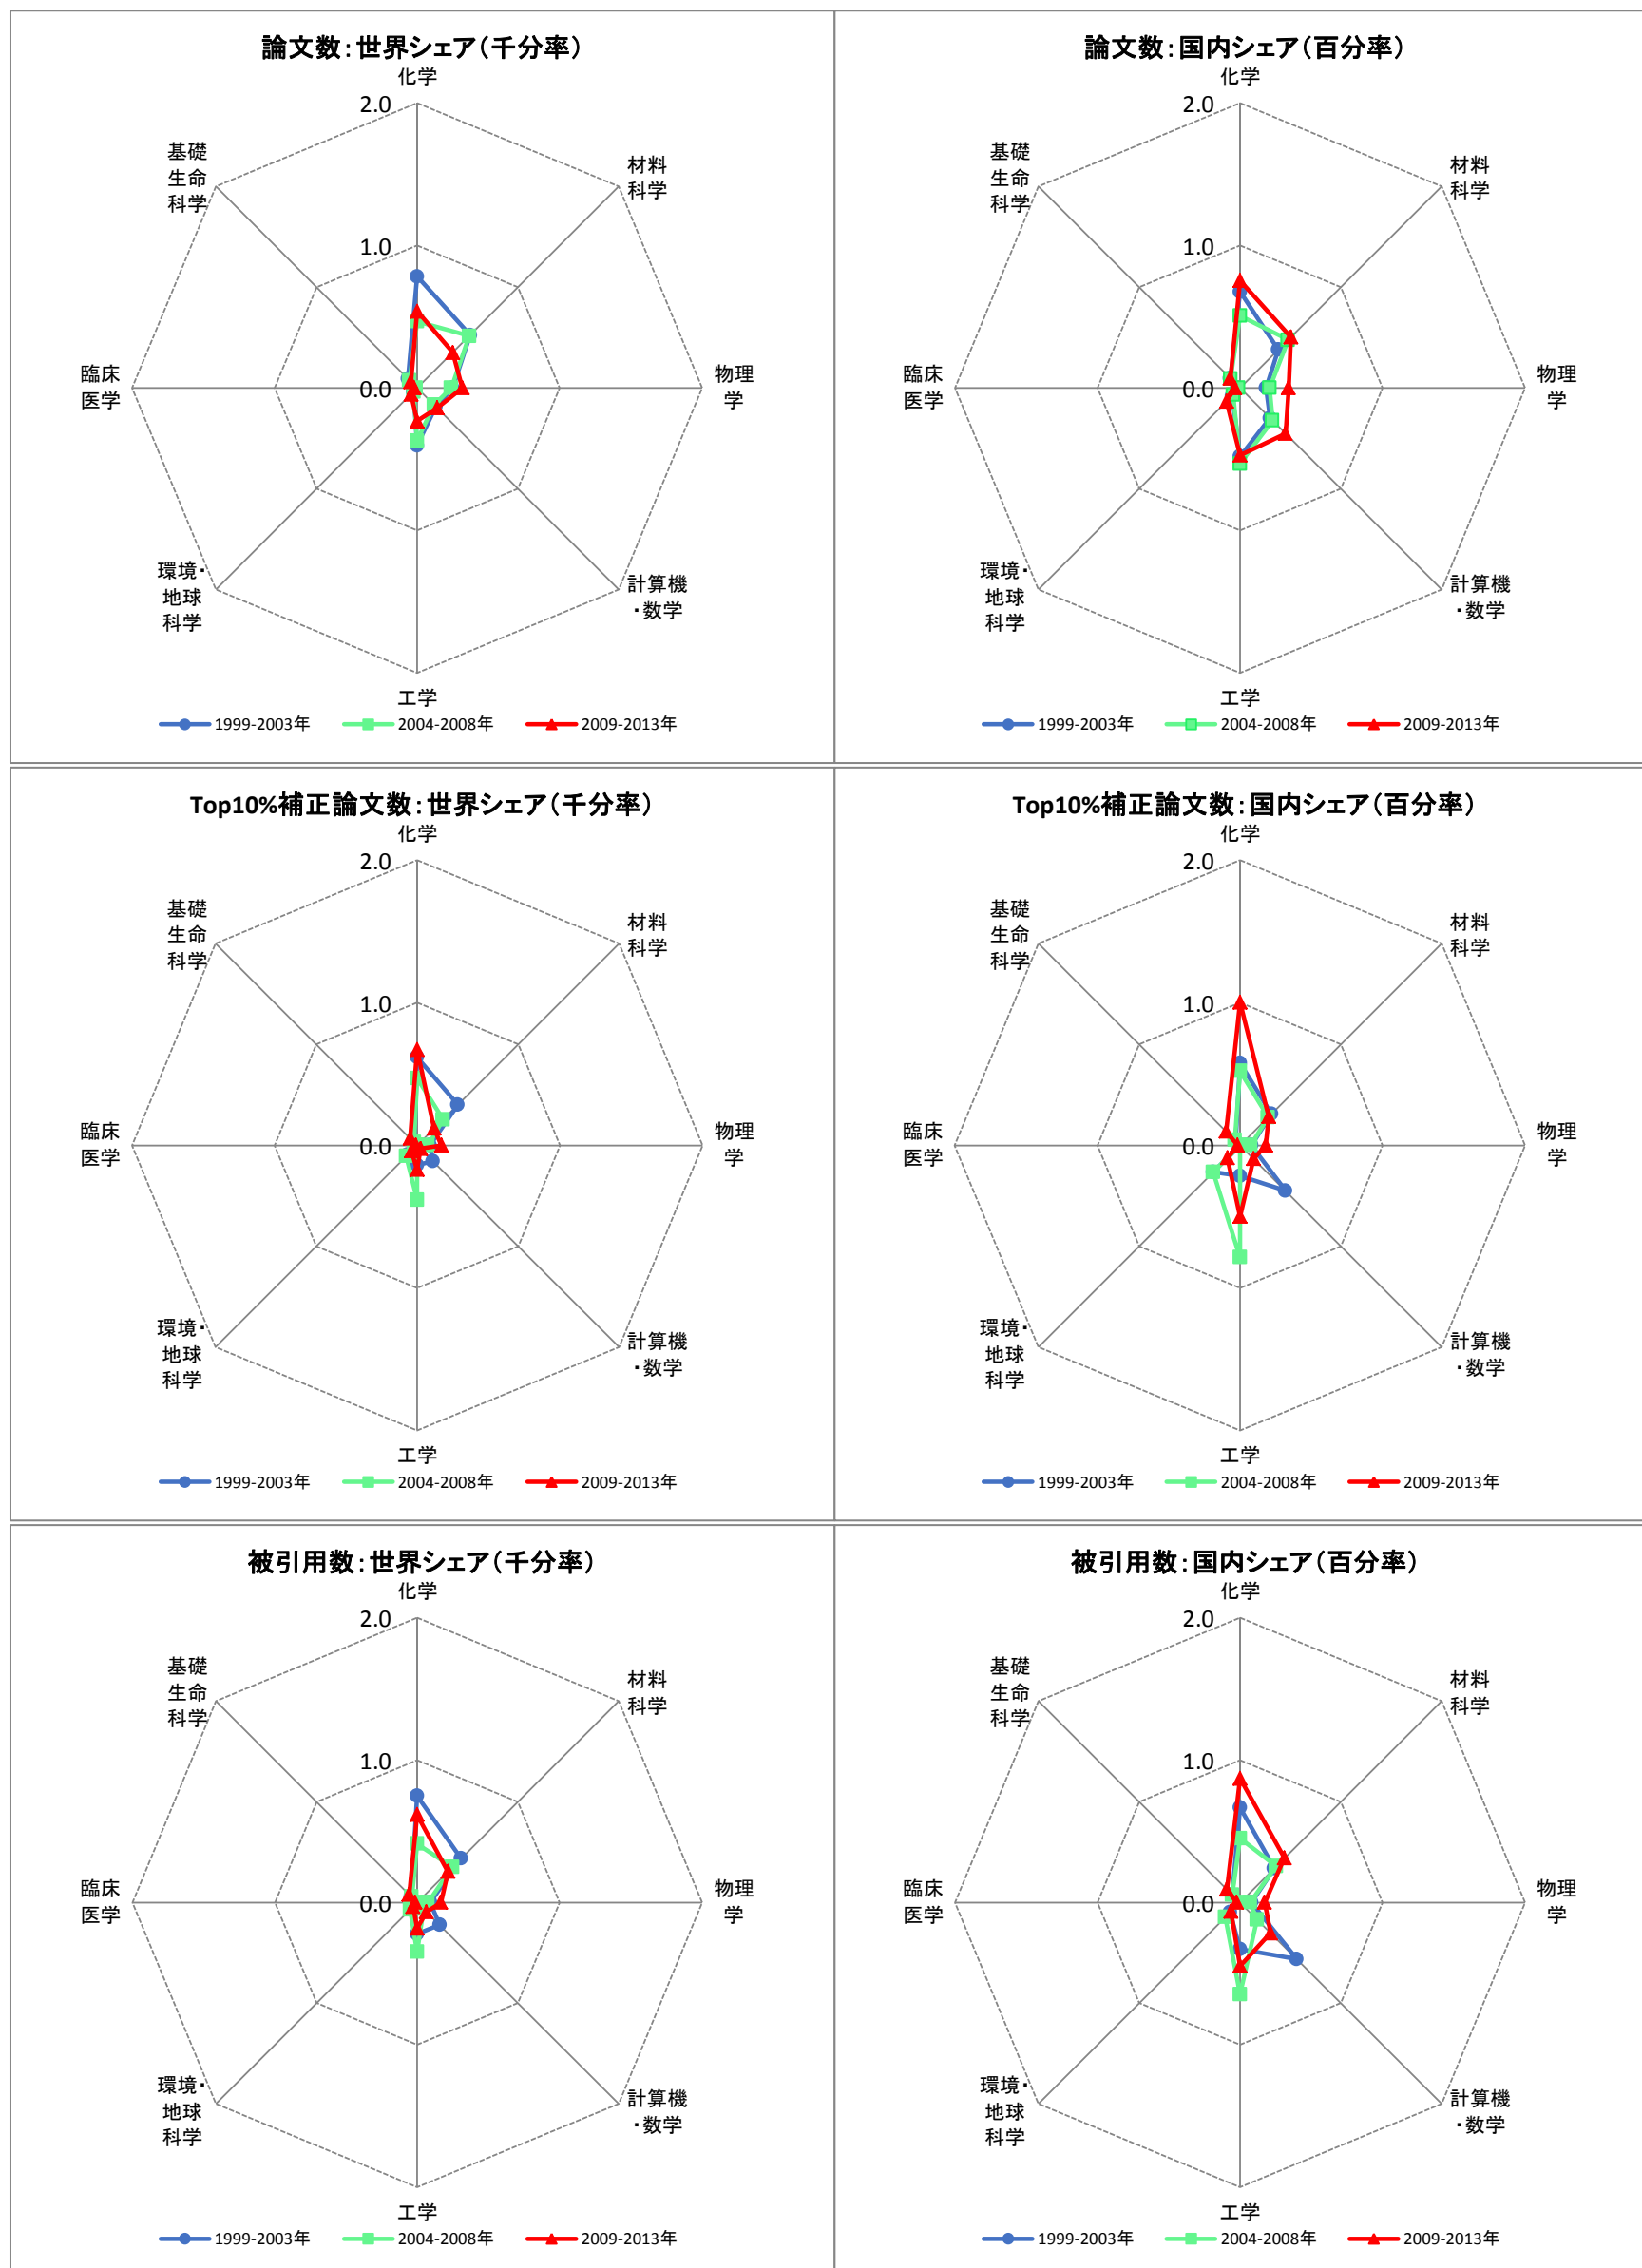 論文数：世界シェア（千分率）
化学
2.0
1.0
0.0
材料
科学
物理
学
計算機
・数学
工学
環境・
地球
科学
臨床
医学
基礎
生命
科学
1999-2003年
2004-2008年
2009-2013年
論文数：国内シェア（百分率）
化学
2.0
1.0
0.0
材料
科学
物理
学
計算機
・数学
工学
環境・
地球
科学
臨床
医学
基礎
生命
科学
1999-2003年
2004-2008年
2009-2013年
Top10%補正論文数：世界シェア（千分率）
化学
2.0
1.0
0.0
材料
科学
物理
学
計算機
・数学
工学
環境・
地球
科学
臨床
医学
基礎
生命
科学
1999-2003年
2004-2008年
2009-2013年
Top10%補正論文数：国内シェア（百分率）
化学
2.0
1.0
0.0
材料
科学
物理
学
計算機
・数学
工学
環境・
地球
科学
臨床
医学
基礎
生命
科学
1999-2003年
2004-2008年
2009-2013年
被引用数：世界シェア（千分率）
化学
2.0
1.0
0.0
材料
科学
物理
学
計算機
・数学
工学
環境・
地球
科学
臨床
医学
基礎
生命
科学
1999-2003年
2004-2008年
2009-2013年
被引用数：国内シェア（百分率）
化学
2.0
1.0
0.0
材料
科学
物理
学
計算機
・数学
工学
環境・
地球
科学
臨床
医学
基礎
生命
科学
1999-2003年
2004-2008年
2009-2013年